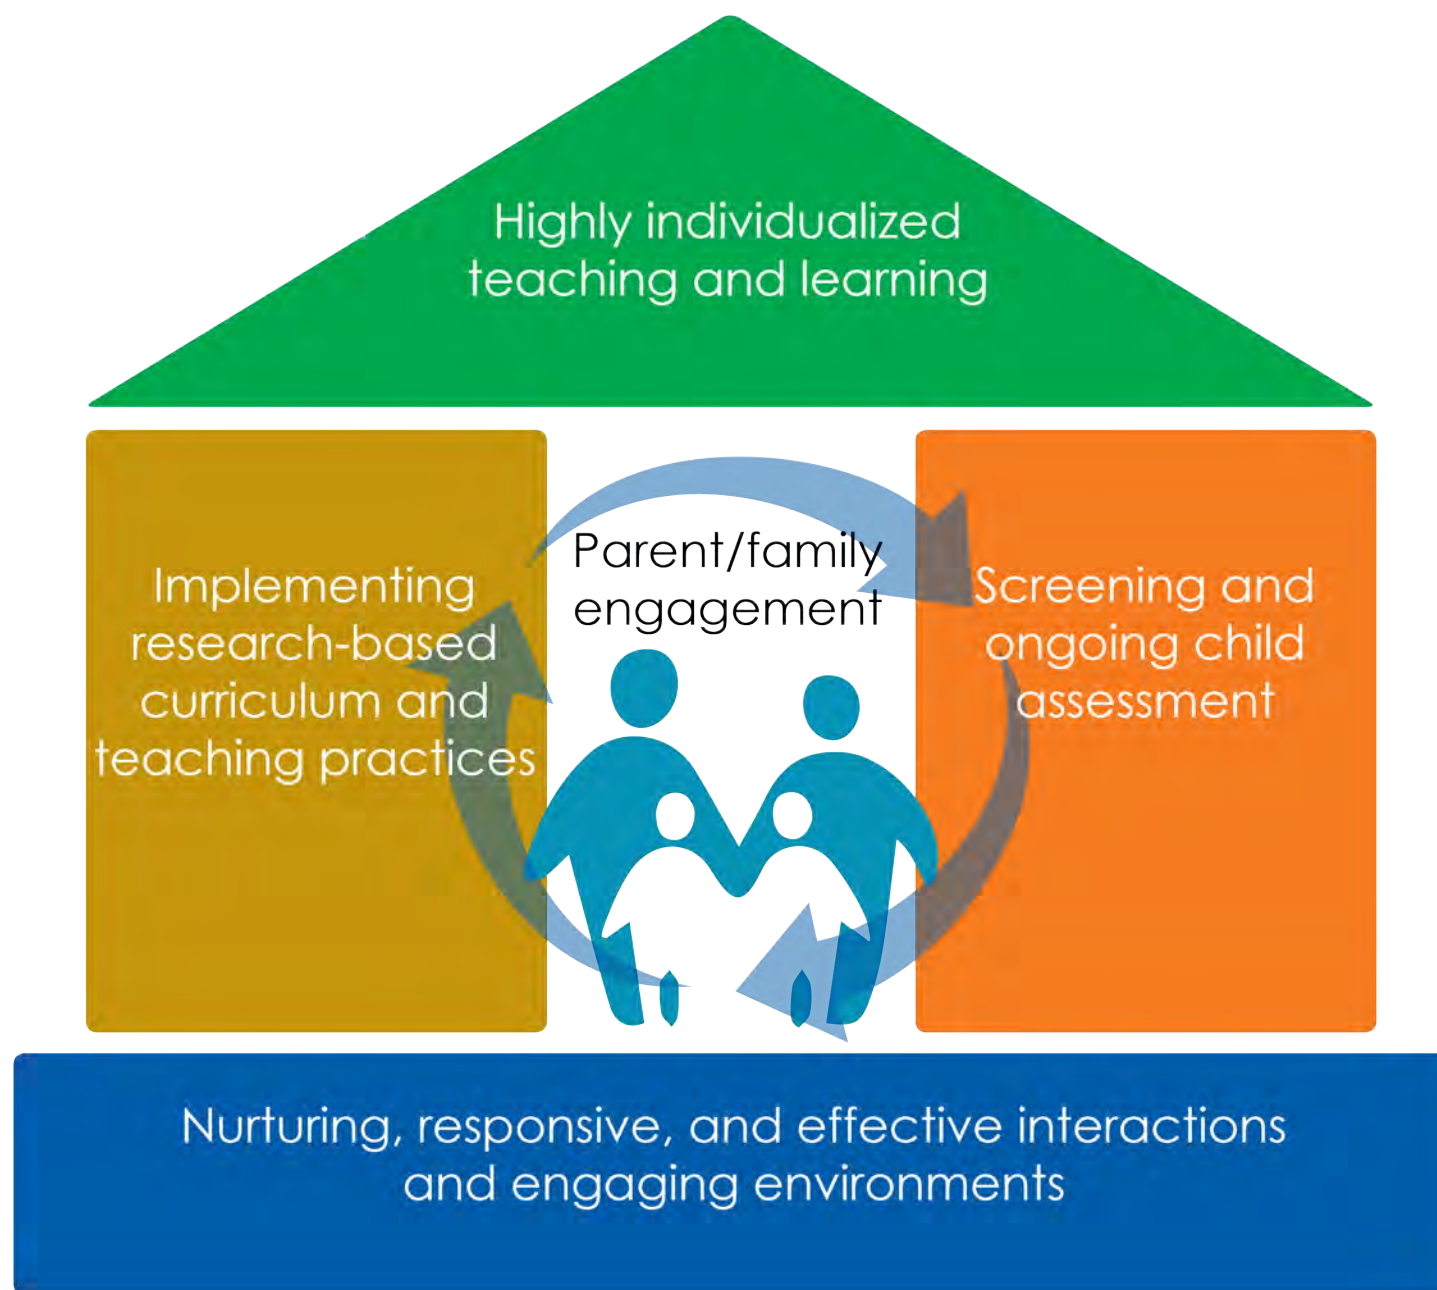 Highly individualized
teaching and learning
Implementing
research-based
curriculum and
teaching practices
Parent/family
engagement
Screening and
ongoing child
assessment
Nurturing, responsive, and effective interactions
and engaging environments